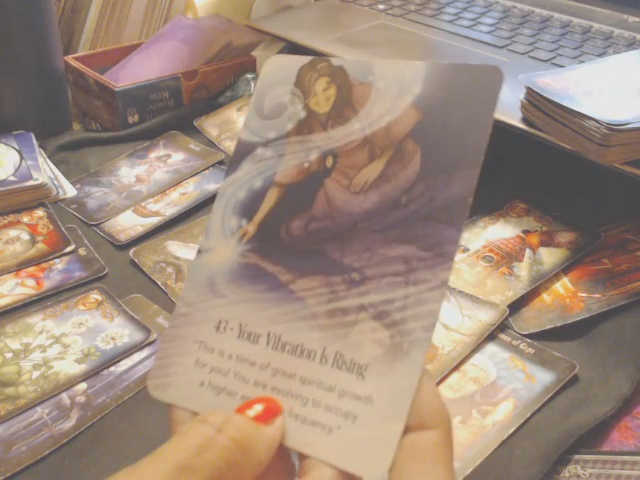 43 - Your Vibration Is Rising
"This is a time of great spiritual growth
for you! You are evolving to occupy
a higher frequency."